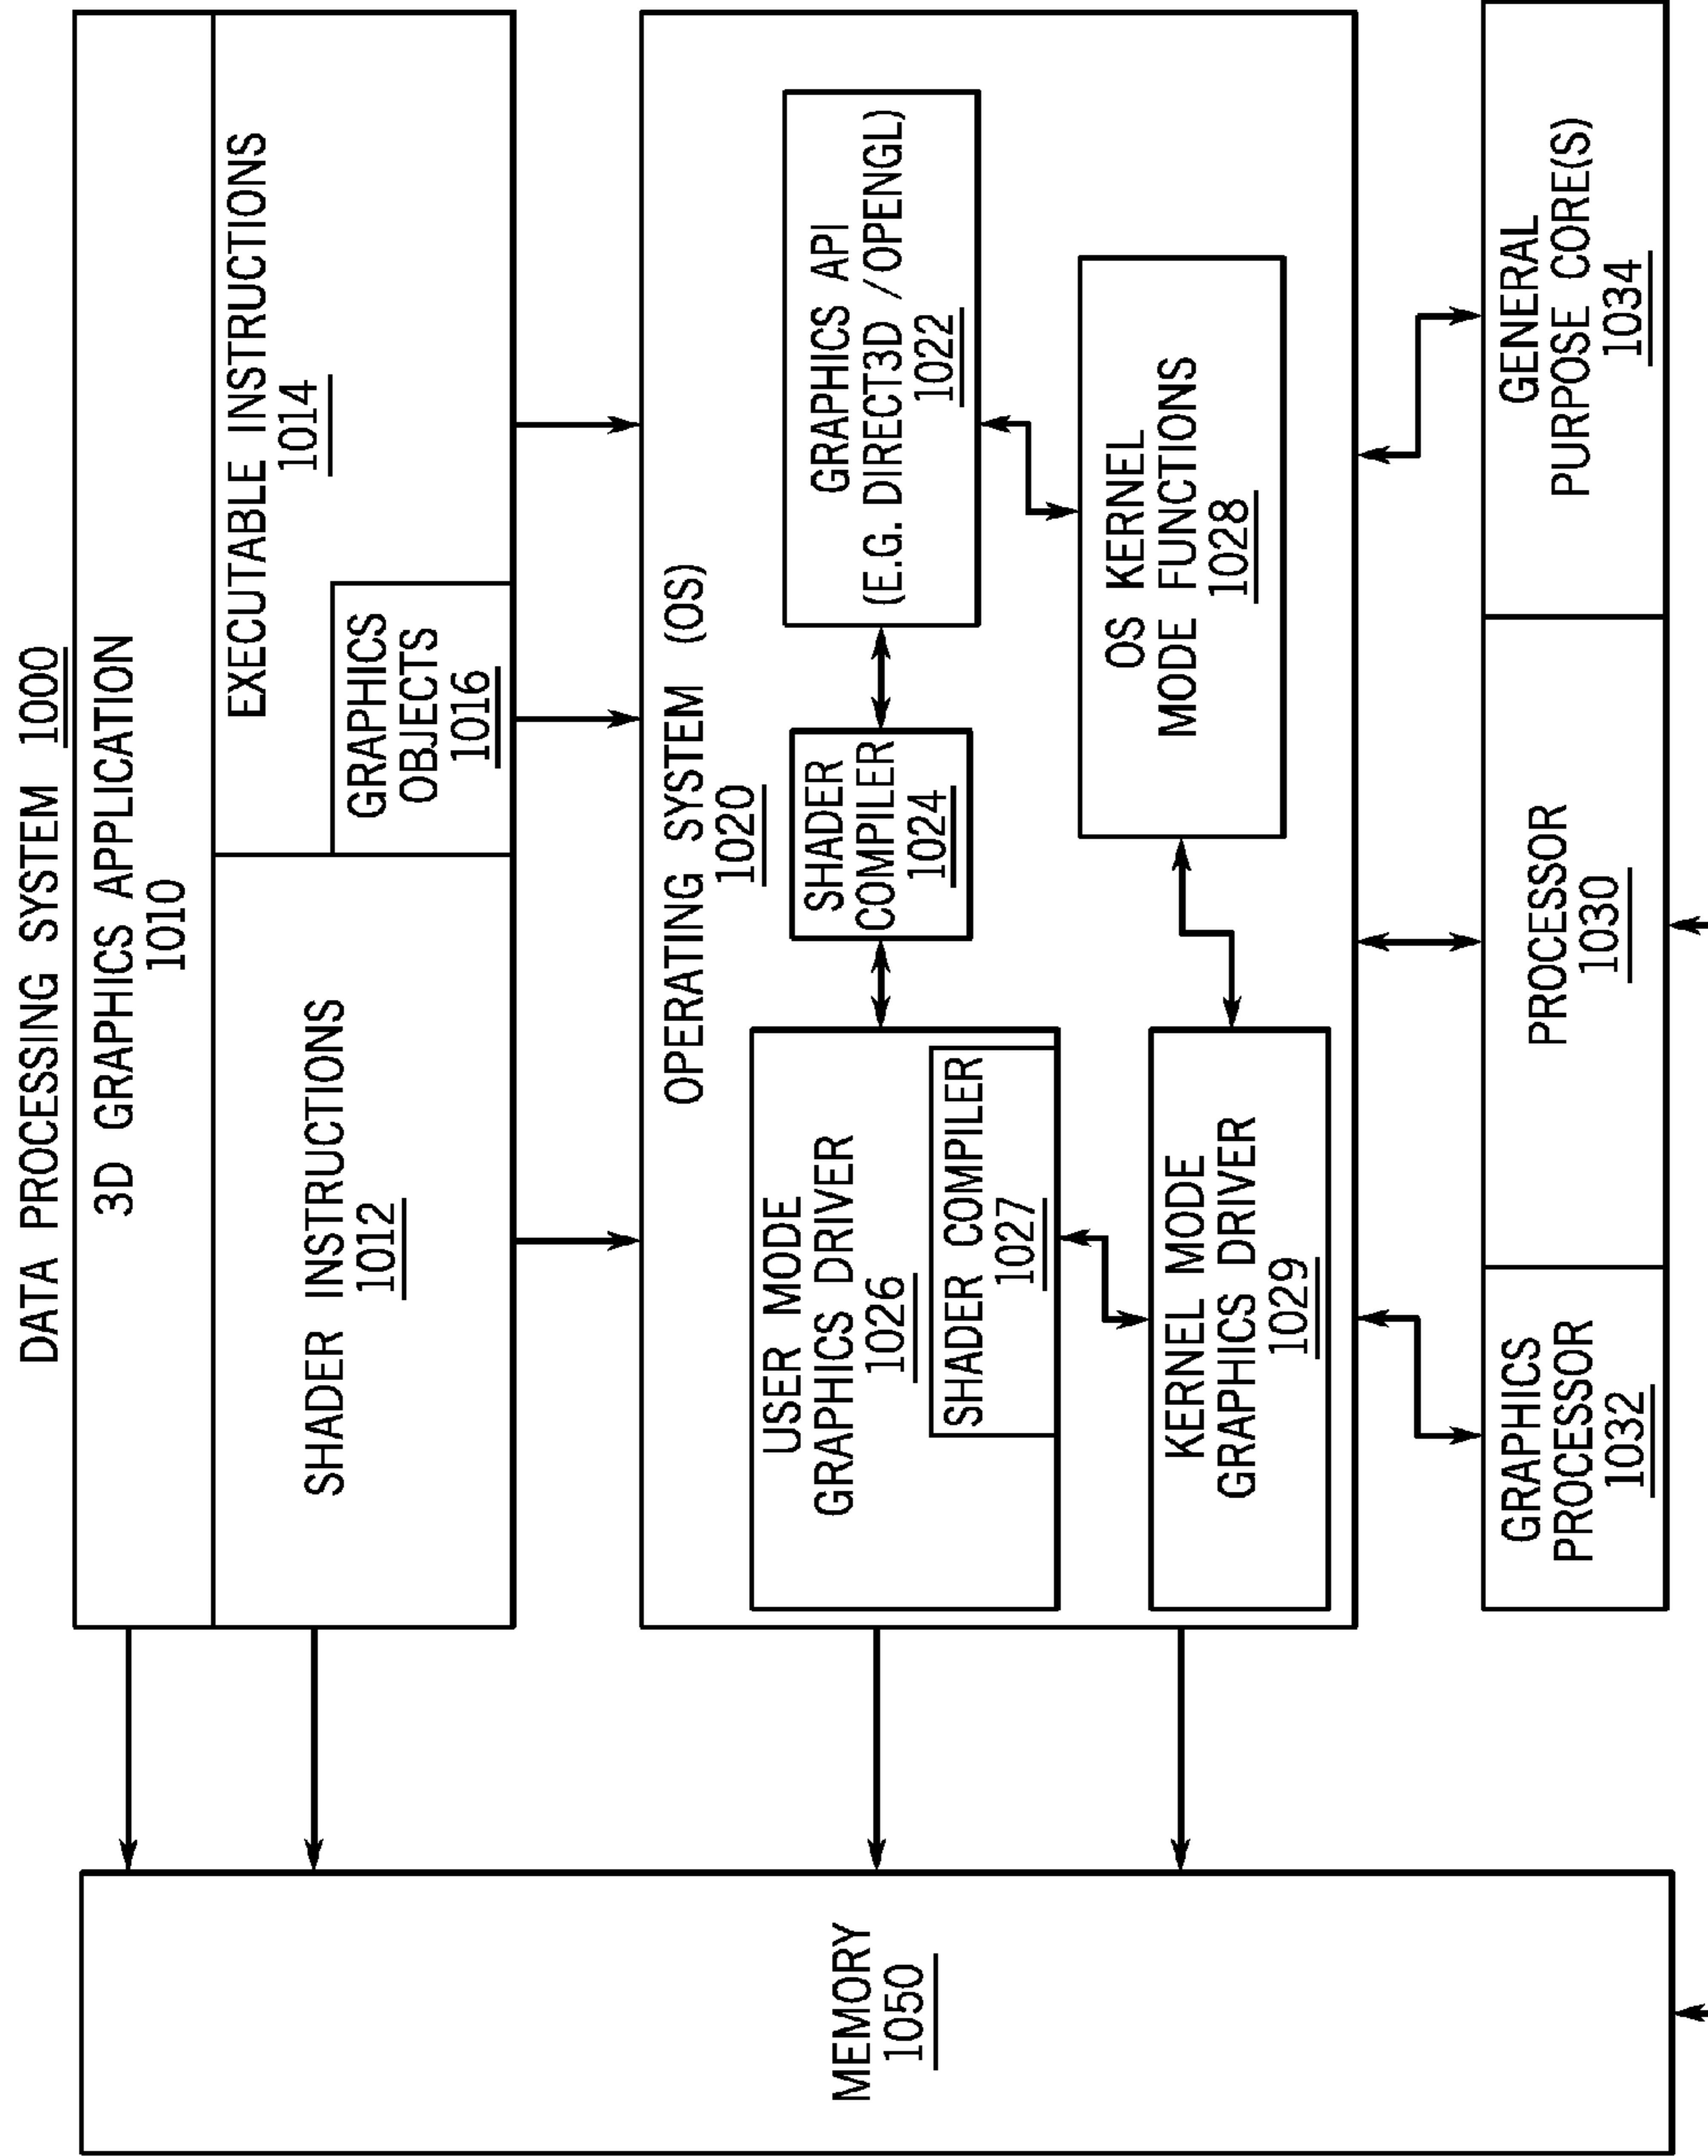 DATA PROCESSING SYSTEM 1000
3D GRAPHICS APPLICATION
1010
SHADER INSTRUCTIONS
1012
EXECUTABLE INSTRUCTIONS
1014
GRAPHICS
OBJECTS
1016
OPERATING SYSTEM (OS)
1020
USER MODE
GRAPHICS DRIVER
1026
SHADER COMPILER
1027
SHADER
COMPILER
1024
GRAPHICS API
(E.G. DIRECT3D /OPENGL)
1022
KERNEL MODE
GRAPHICS DRIVER
1029
OS KERNEL
MODE FUNCTIONS
1028
GRAPHICS
PROCESSOR
1032
PROCESSOR
1030
GENERAL
PURPOSE CORE(S)
1034
MEMORY
1050